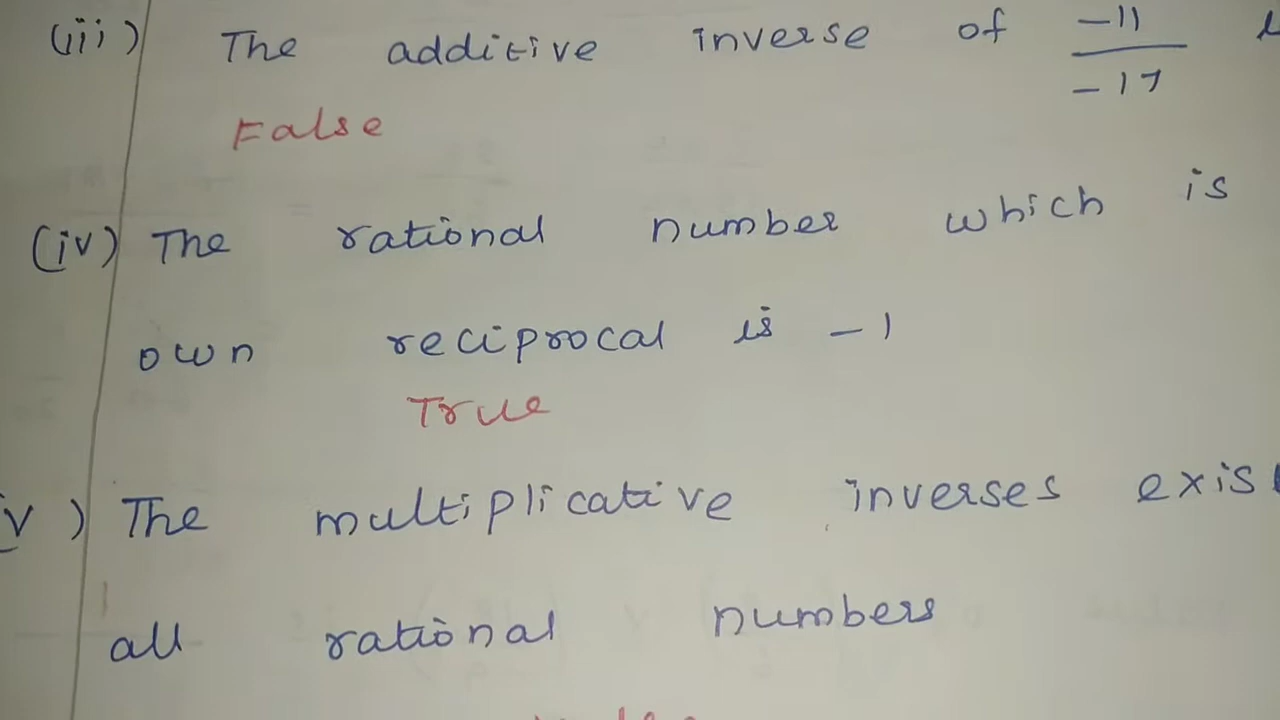 (iii) The additive inverse of -11/-17
False
(iv) The rational number which is
own reciprocal is -1
True
(v) The multiplicative inverses exist
all rational numbers